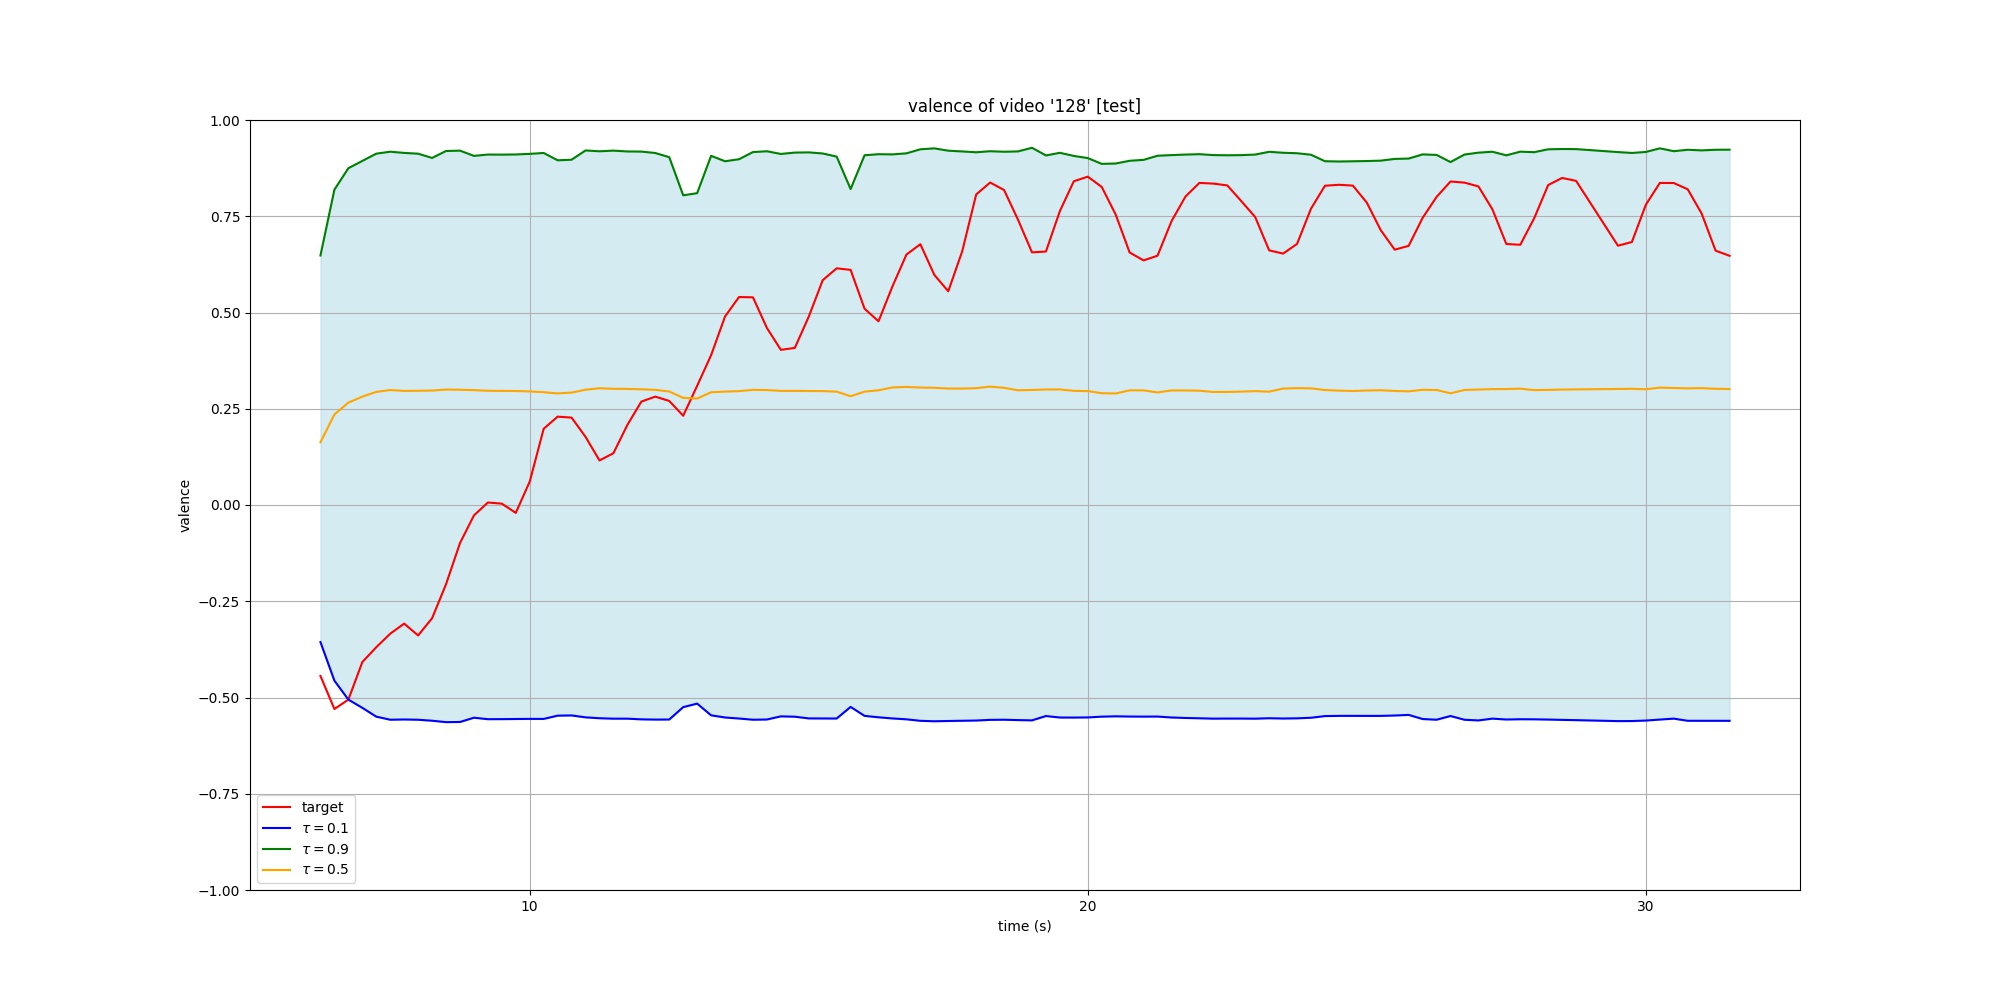 valence of video '128' [test]
1.00
0.75
0.50
0.25
0.00
−0.25
−0.50
−0.75
−1.00
valence
target
τ = 0.1
τ = 0.9
τ = 0.5
10
20
30
time (s)